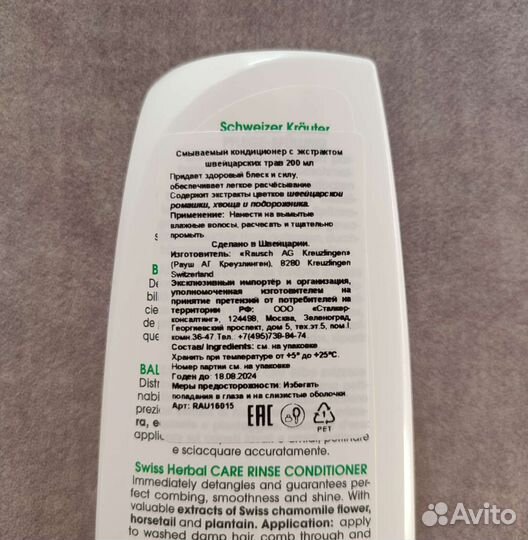 Schweizer Kräuter
Смываемый кондиционер с экстрактом
швейцарских трав 200 мл
Придает здоровый блеск и силу,
обеспечивает легкое расчёсывание
Содержит экстракты цветков швейцарской
ромашки, хвоща и подорожника.
Применение: Нанести на вымытые
влажные волосы, расчесать и тщательно
промыть
Сделано в Швейцарии.
Изготовитель: «Rausch AG Kreuzlingen»
(Рауш АГ Креузлинген), 8280 Kreuzlingen
Switzerland
Эксклюзивный импортёр и организация,
уполномоченная изготовителем на
принятие претензий от потребителей на
территории РФ: ООО «Сталкер-
консалтинг», 124498, Москва, Зеленоград,
Георгиевский проспект, дом 5, тех.эт.5, пом.I
комн.36-47.Тел.: +7(495)739-84-74
Состав/ Ingredients: см. на упаковке
Хранить при температуре от +5° до +25°С.
Номер партии см. на упаковке
Годен до: 18.08.2024
Меры предосторожности: Избегать
попадания в глаза и на слизистые оболочки
Арт.: RAU16015
EAC
1
PET
e sciacquare accuratamente.
Swiss Herbal CARE RINSE CONDITIONER
Immediately detangles and guarantees per-
fect combing, smoothness and shine. With
valuable extracts of Swiss chamomile flower,
horsetail and plantain. Application: apply
to washed damp hair, comb through and
Avito